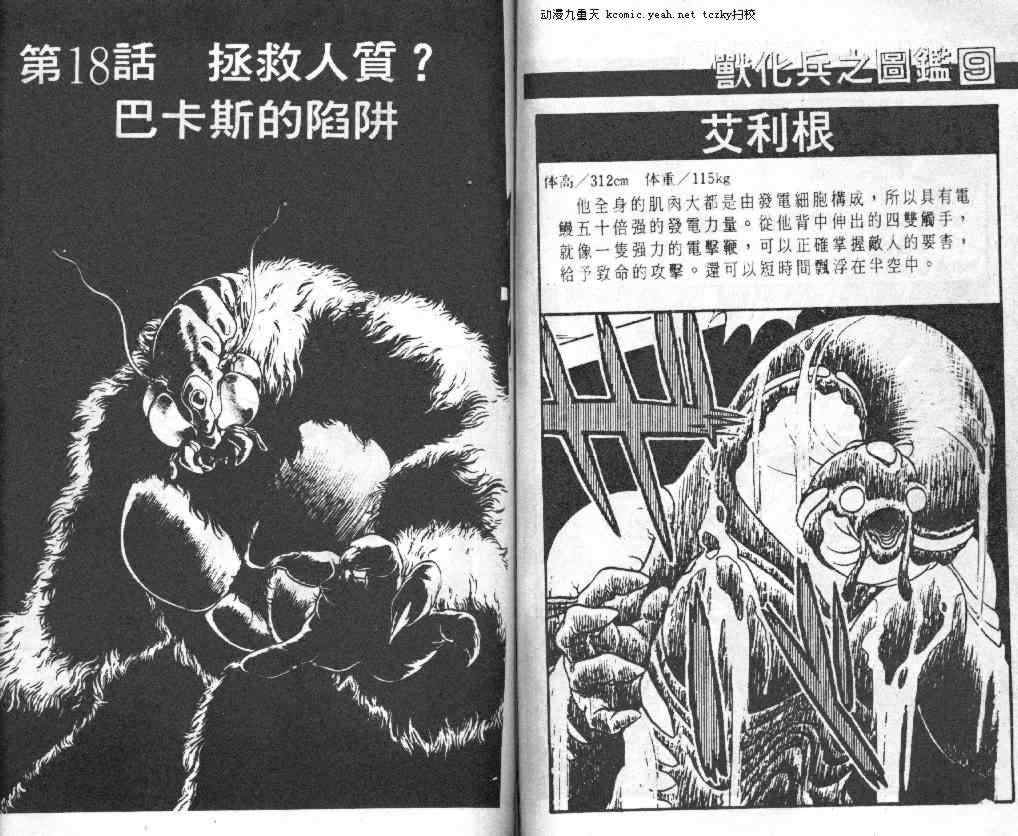 动漫九重天 kcomic.yeah.net tczky扫校
第18話 拯救人質？
巴卡斯的陷阱
獸化兵之圖鑑9
艾利根
体高／312cm 体重／115kg
他全身的肌肉大都是由發電細胞構成，所以具有電
鰻五十倍强的發電力量。從他背中伸出的四雙觸手，
就像一隻强力的電擊鞭，可以正確掌握敵人的要害，
給予致命的攻擊。還可以短時間飄浮在半空中。